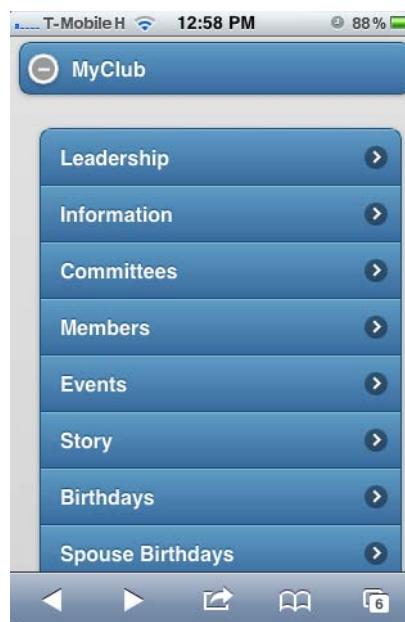 T-Mobile H 12:58 PM 88%
MyClub
Leadership
Information
Committees
Members
Events
Story
Birthdays
Spouse Birthdays
6